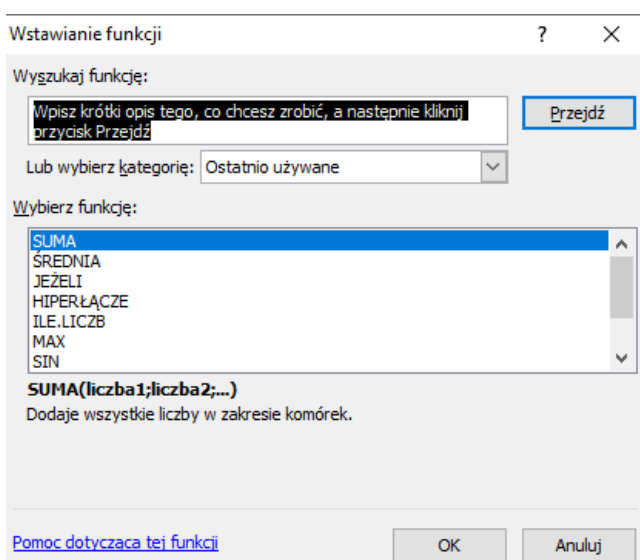 Wstawianie funkcji
Wyszukaj funkcję:
Wpisz krótki opis tego, co chcesz zrobić, a następnie kliknij
przycisk Przejdź
Przejdź
Lub wybierz kategorię: Ostatnio używane
Wybierz funkcję:
SUMA
ŚREDNIA
JEŻELI
HIPERŁĄCZE
ILE.LICZB
MAX
SIN
SUMA(liczba1;liczba2;...)
Dodaje wszystkie liczby w zakresie komórek.
Pomoc dotycząca tej funkcji
OK
Anuluj